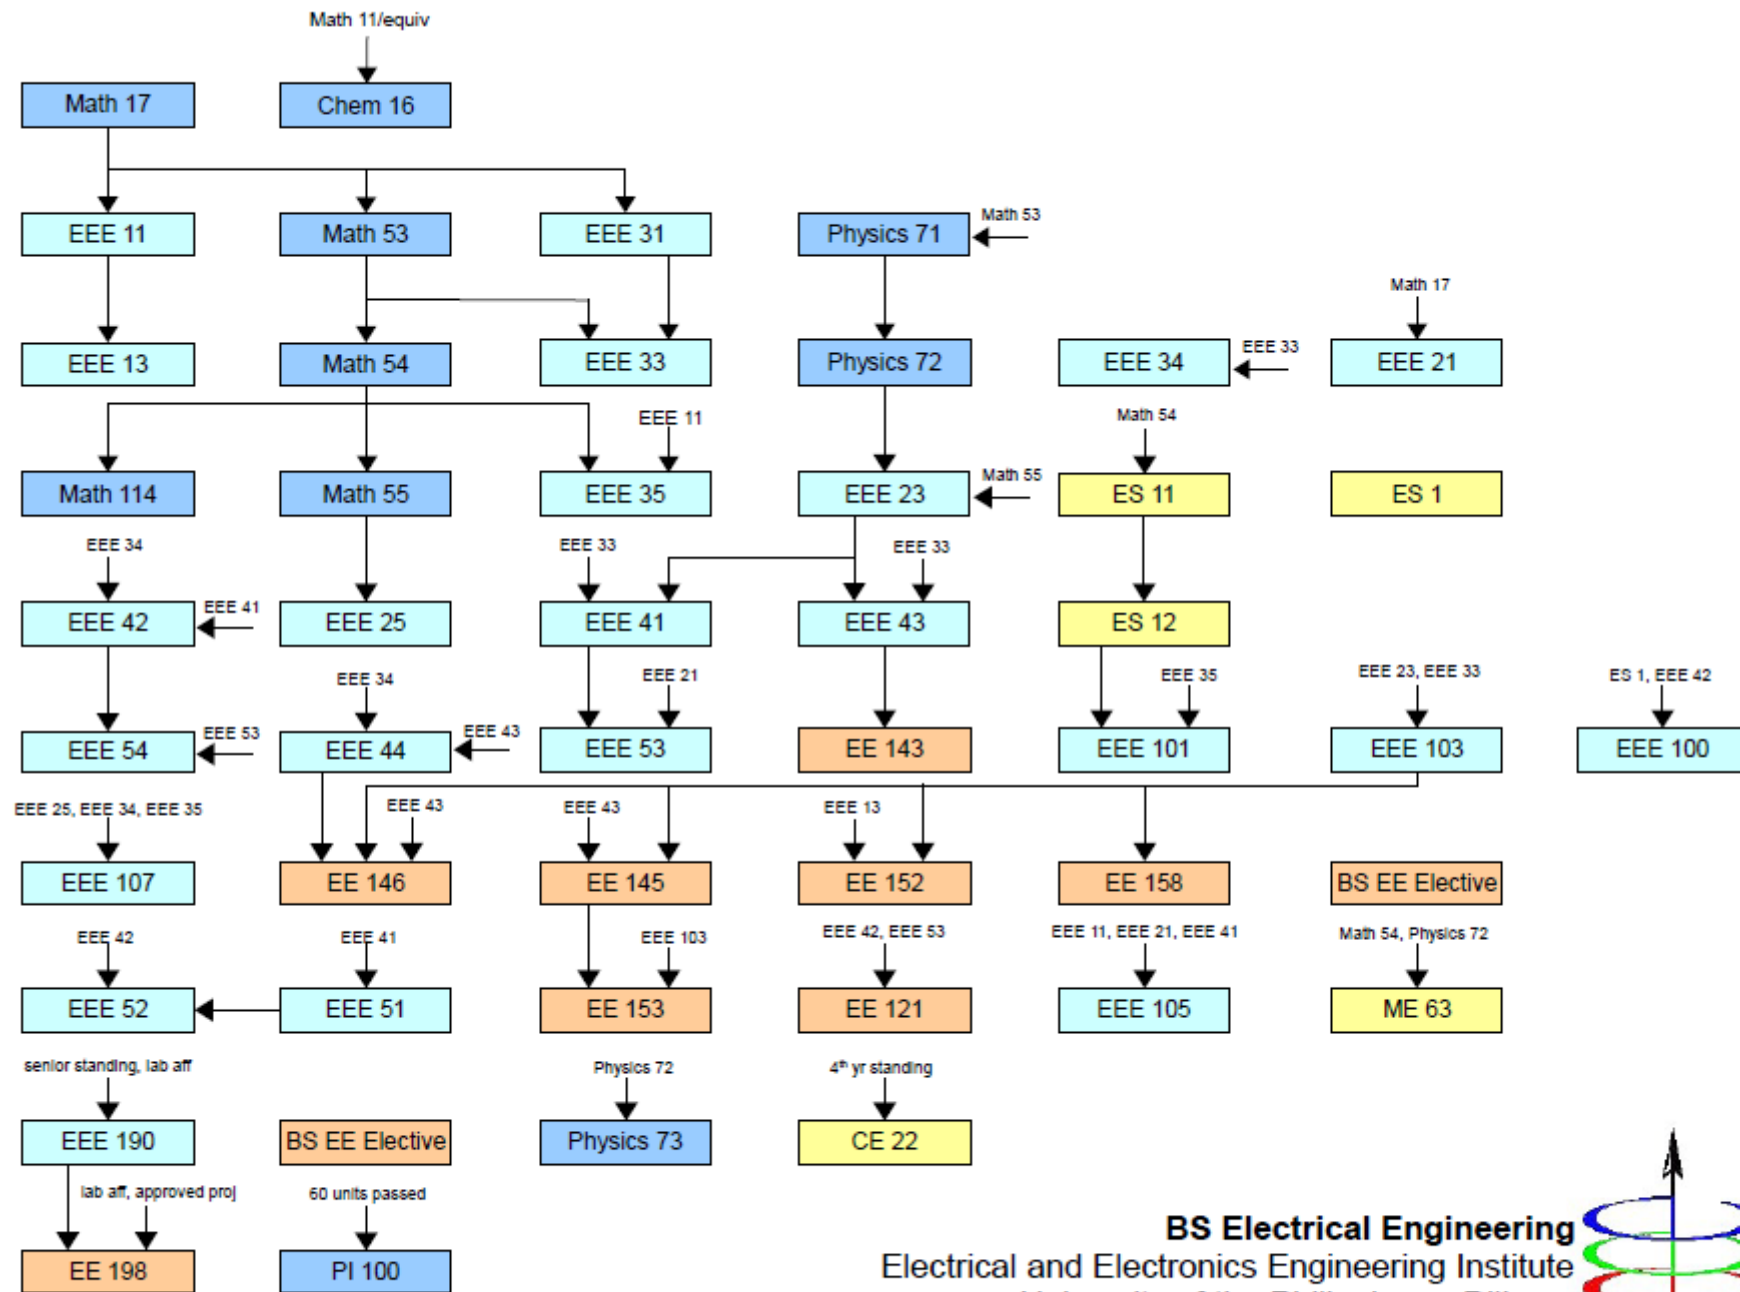 Math 11/equiv
Math 17
Chem 16
EEE 11
Math 53
EEE 31
Physics 71
Math 53
Math 17
EEE 13
Math 54
EEE 33
Physics 72
EEE 34
EEE 33
EEE 21
EEE 11
Math 54
Math 114
Math 55
EEE 35
EEE 23
Math 55
ES 11
ES 1
EEE 34
EEE 33
EEE 33
EEE 42
EEE 41
EEE 25
EEE 41
EEE 43
ES 12
EEE 34
EEE 21
EEE 35
EEE 23, EEE 33
ES 1, EEE 42
EEE 54
EEE 53
EEE 44
EEE 43
EEE 53
EE 143
EEE 101
EEE 103
EEE 100
EEE 25, EEE 34, EEE 35
EEE 43
EEE 43
EEE 13
EEE 107
EE 146
EE 145
EE 152
EE 158
BS EE Elective
EEE 42
EEE 41
EEE 103
EEE 42, EEE 53
EEE 11, EEE 21, EEE 41
Math 54, Physics 72
EEE 52
EEE 51
EE 153
EE 121
EEE 105
ME 63
senior standing, lab aff
Physics 72
4th yr standing
EEE 190
BS EE Elective
Physics 73
CE 22
lab aff, approved proj
60 units passed
EE 198
PI 100
BS Electrical Engineering
Electrical and Electronics Engineering Institute